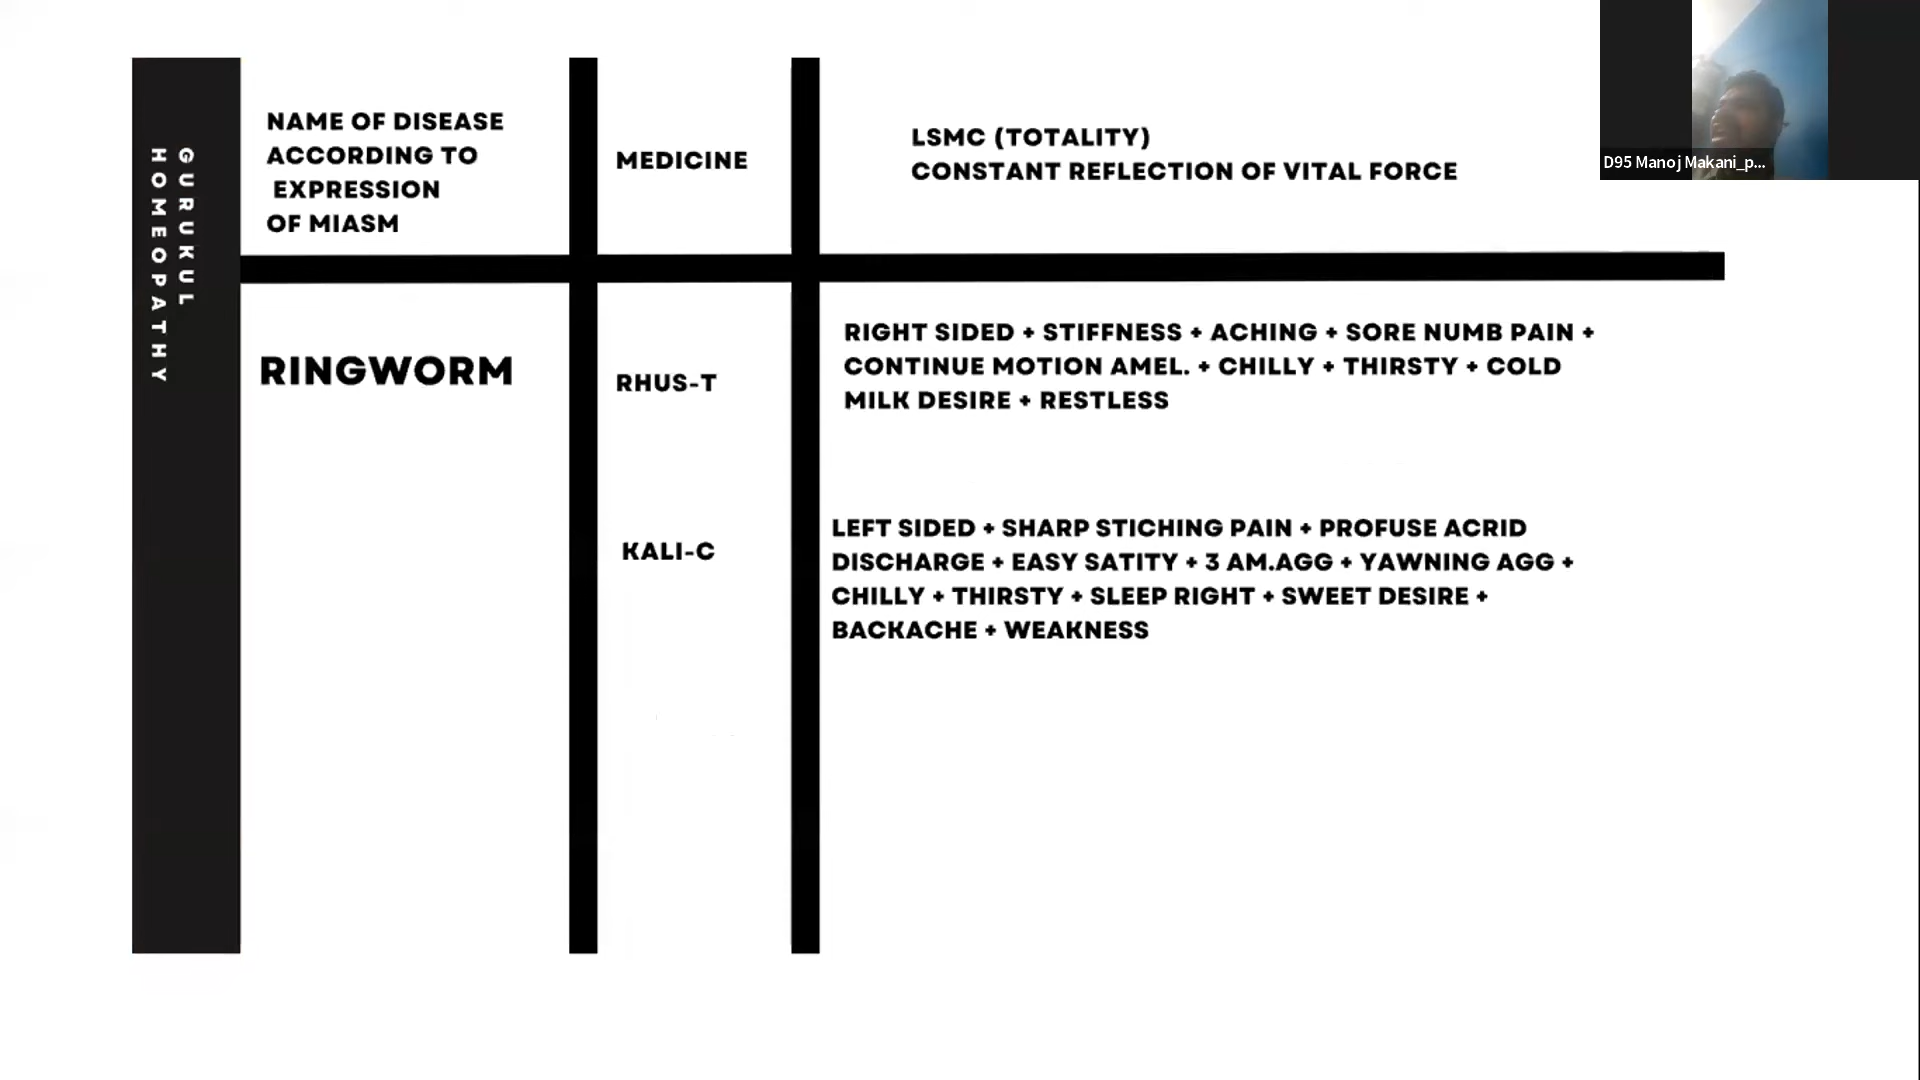 GURUKUL
HOMEOPATHY
NAME OF DISEASE
ACCORDING TO
EXPRESSION
OF MIASM
MEDICINE
LSMC (TOTALITY)
CONSTANT REFLECTION OF VITAL FORCE
D95 Manoj Makani_p...
RINGWORM
RHUS-T
RIGHT SIDED + STIFFNESS + ACHING + SORE NUMB PAIN +
CONTINUE MOTION AMEL. + CHILLY + THIRSTY + COLD
MILK DESIRE + RESTLESS
KALI-C
LEFT SIDED + SHARP STICHING PAIN + PROFUSE ACRID
DISCHARGE + EASY SATITY + 3 AM.AGG + YAWNING AGG +
CHILLY + THIRSTY + SLEEP RIGHT + SWEET DESIRE +
BACKACHE + WEAKNESS